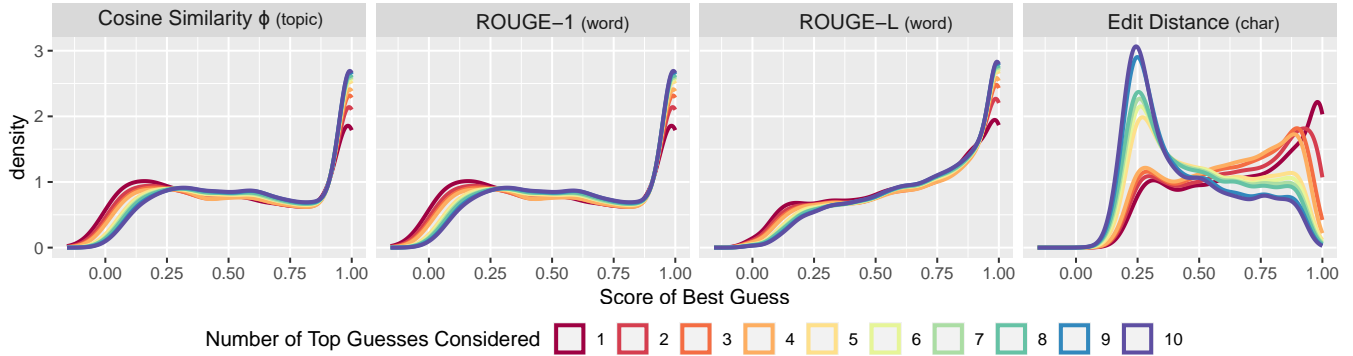 Cosine Similarity ϕ (topic) ROUGE−1 (word) ROUGE−L (word) Edit Distance (char)
3
2
1
0
density
0.00 0.25 0.50 0.75 1.00 0.00 0.25 0.50 0.75 1.00 0.00 0.25 0.50 0.75 1.00 0.00 0.25 0.50 0.75 1.00
Score of Best Guess
Number of Top Guesses Considered 1 2 3 4 5 6 7 8 9 10